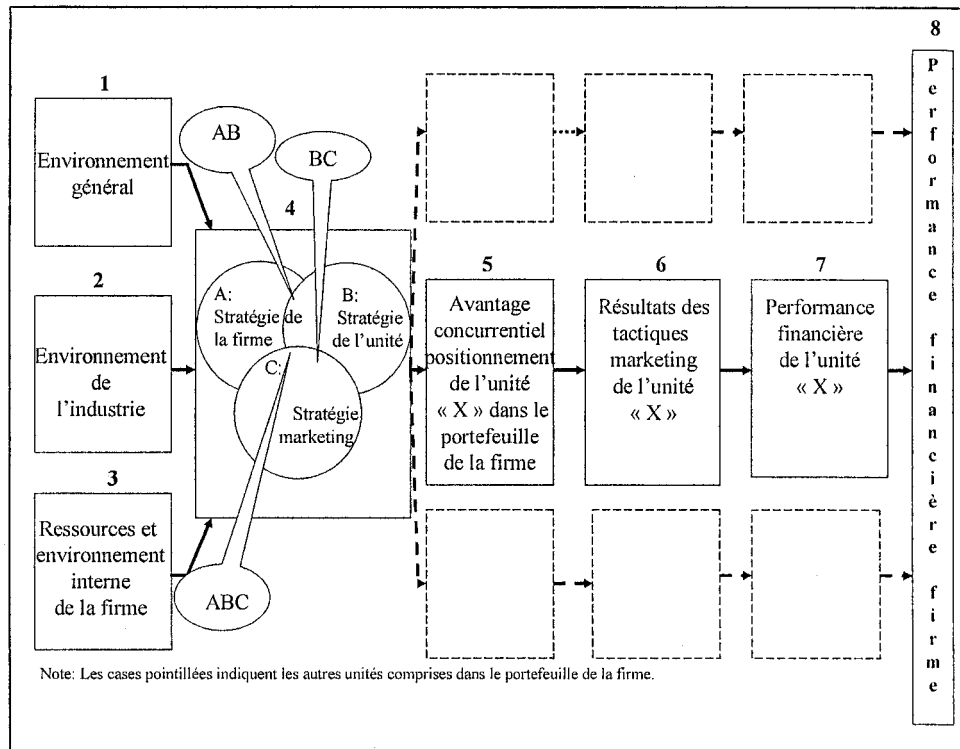 8
Performance financière firme
1
Environnement
général
AB
BC
4
2
Environnement
de
l'industrie
A:
Stratégie de
la firme
B:
Stratégie
de l'unité
C:
Stratégie
marketing
5
Avantage
concurrentiel
positionnement
de l'unité
« X » dans le
portefeuille
de la firme
6
Résultats des
tactiques
marketing
de l'unité
« X »
7
Performance
financière
de l'unité
« X »
3
Ressources et
environnement
interne
de la firme
ABC
Note: Les cases pointillées indiquent les autres unités comprises dans le portefeuille de la firme.